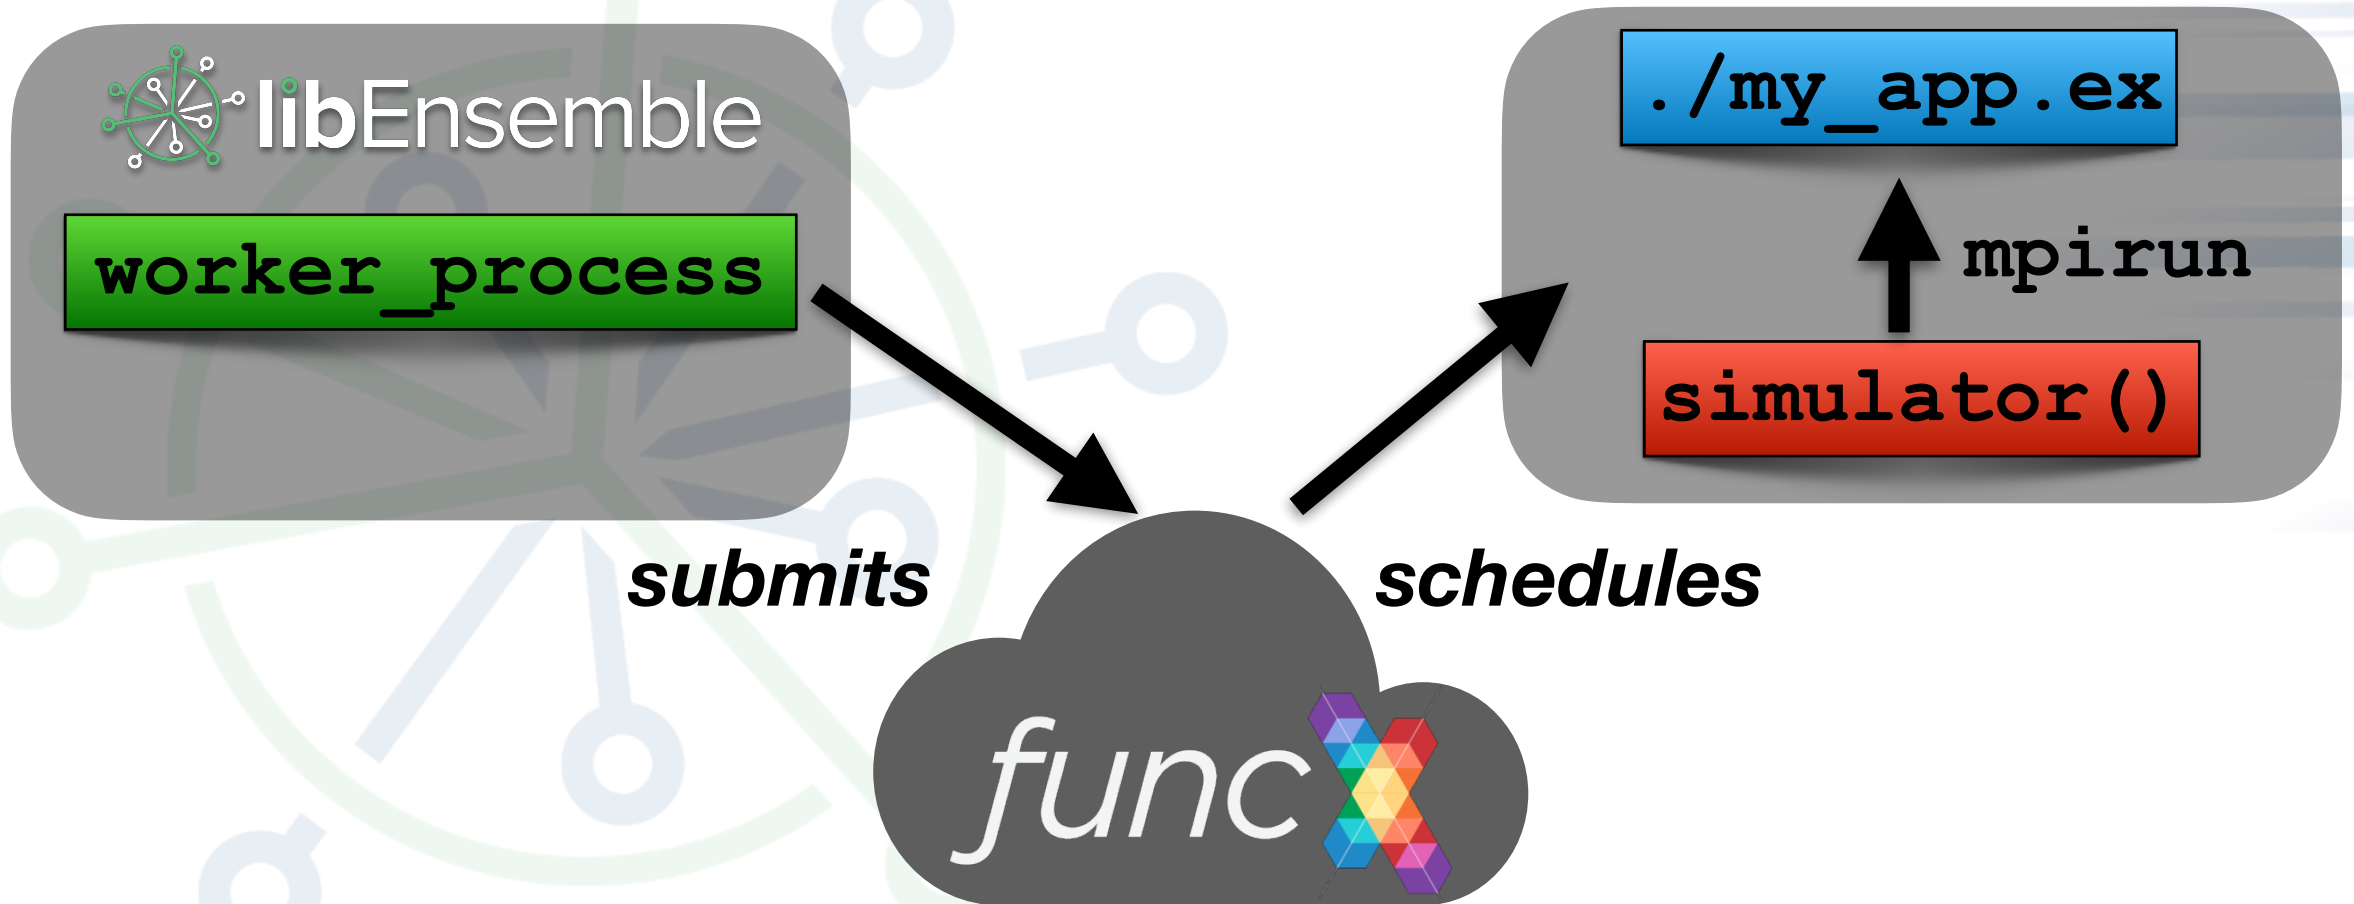 libEnsemble
worker_process
./my_app.ex
mpirun
simulator()
submits
schedules
funcX